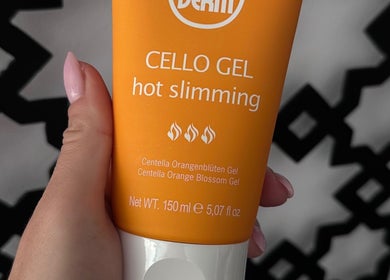 DERM
CELLO GEL
hot slimming
Centella Orangenblüten Gel
Centella Orange Blossom Gel
Net WT. 150 ml ℮ 5,07 fl oz